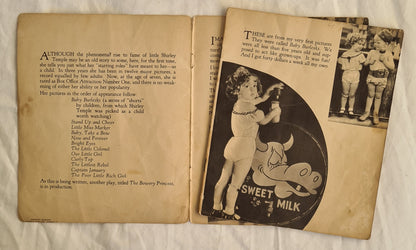 ALTHOUGH the phenomenal rise to fame of little Shirley
Temple may be an old story to some, here, for the first time,
she tells you just what her "starring roles" have meant to her—as
a child. In three years she has been in twelve major pictures, a
record equalled by few adults. Now, at the age of seven, she is
rated as Box Office Attraction Number One; and there is no weak-
ening of either her ability or her popularity.
Her pictures in the order of appearance follow:
Baby Burlesks (a series of "shorts"
by children, from which Shirley
Temple was picked as a child
worth watching)
Stand Up and Cheer
Little Miss Marker
Baby, Take a Bow
Now and Forever
Bright Eyes
The Little Colonel
Our Little Girl
Curly Top
The Littlest Rebel
Captain January
The Poor Little Rich Girl
As this is being written, another play, titled The Bowery Princess,
is in production.
THESE are from my very first pictures
They were called Baby Burlesks. We
were all less than five years old and sup-
posed to act like grown-ups. It was fun!
And I got forty dollars a week all my own.
SWEET
MILK